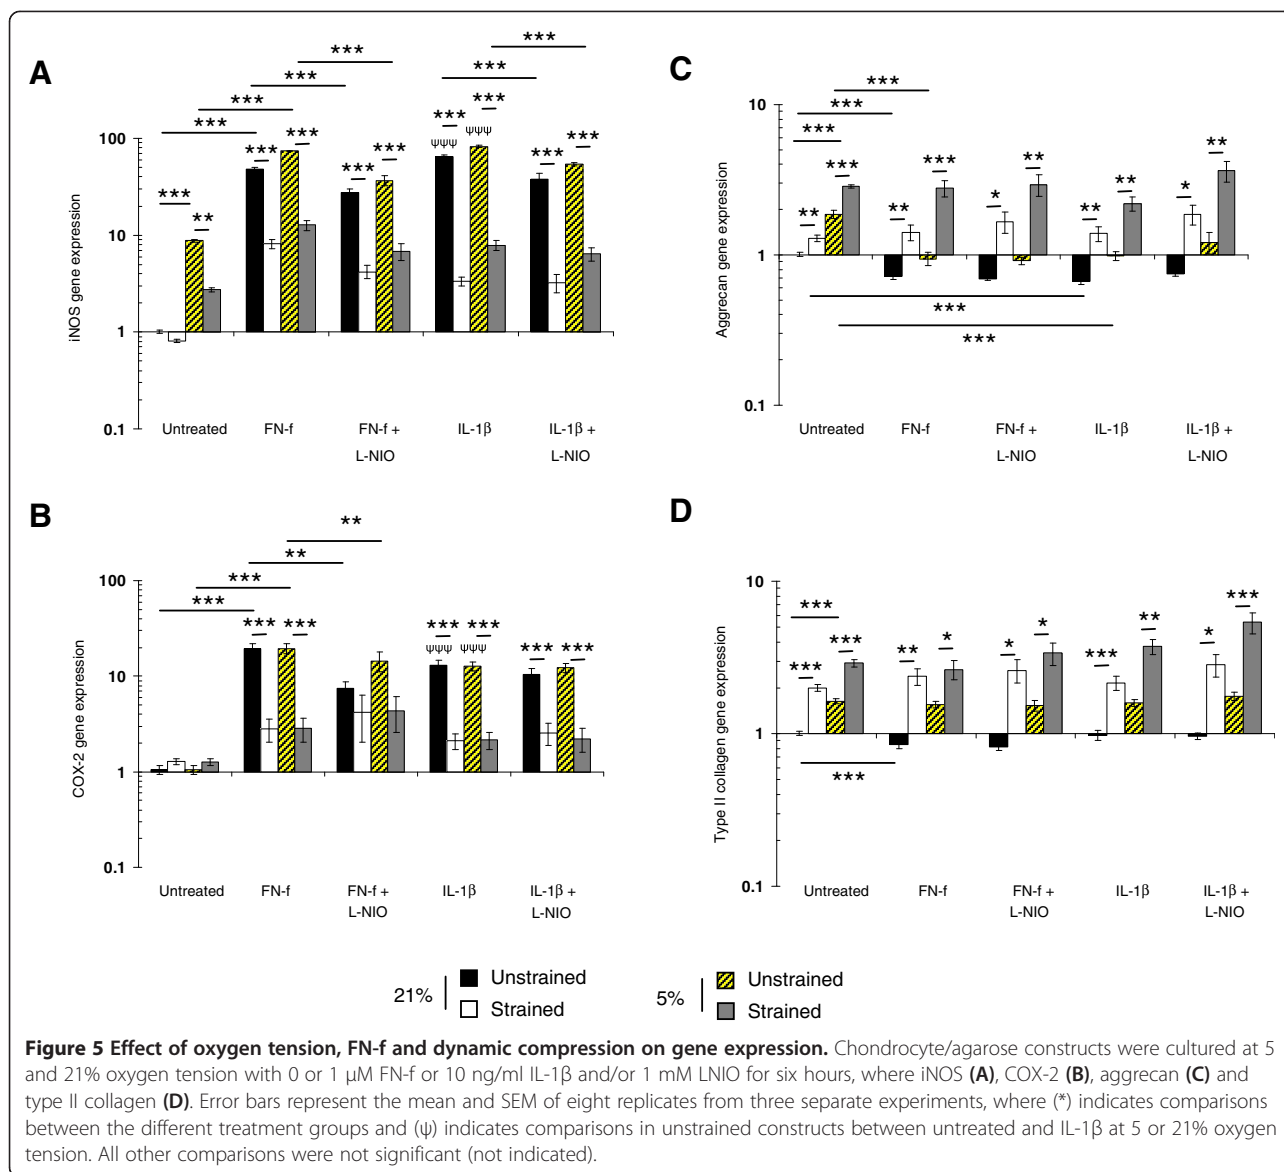 A
*** ***
*** ***
*** ***
*** *** *** ***
ψψψ ψψψ
*** *** *** ***
*** **
iNOS gene expression
100
10
1
0.1
Untreated FN-f FN-f + IL-1β IL-1β +
L-NIO L-NIO
B
**
**
***
***
*** *** *** ***
ψψψ ψψψ *** ***
COX-2 gene expression
100
10
1
0.1
Untreated FN-f FN-f + IL-1β IL-1β +
L-NIO L-NIO
C
***
***
***
** *** *** ** ** **
** * ** *
***
***
Aggrecan gene expression
10
1
0.1
Untreated FN-f FN-f + IL-1β IL-1β +
L-NIO L-NIO
D
***
*** *** ** * * * *** ** * ***
***
Type II collagen gene expression
10
1
0.1
Untreated FN-f FN-f + IL-1β IL-1β +
L-NIO L-NIO
21% Unstrained
Strained
5% Unstrained
Strained
Figure 5 Effect of oxygen tension, FN-f and dynamic compression on gene expression. Chondrocyte/agarose constructs were cultured at 5
and 21% oxygen tension with 0 or 1 μM FN-f or 10 ng/ml IL-1β and/or 1 mM LNIO for six hours, where iNOS (A), COX-2 (B), aggrecan (C) and
type II collagen (D). Error bars represent the mean and SEM of eight replicates from three separate experiments, where (*) indicates comparisons
between the different treatment groups and (ψ) indicates comparisons in unstrained constructs between untreated and IL-1β at 5 or 21% oxygen
tension. All other comparisons were not significant (not indicated).